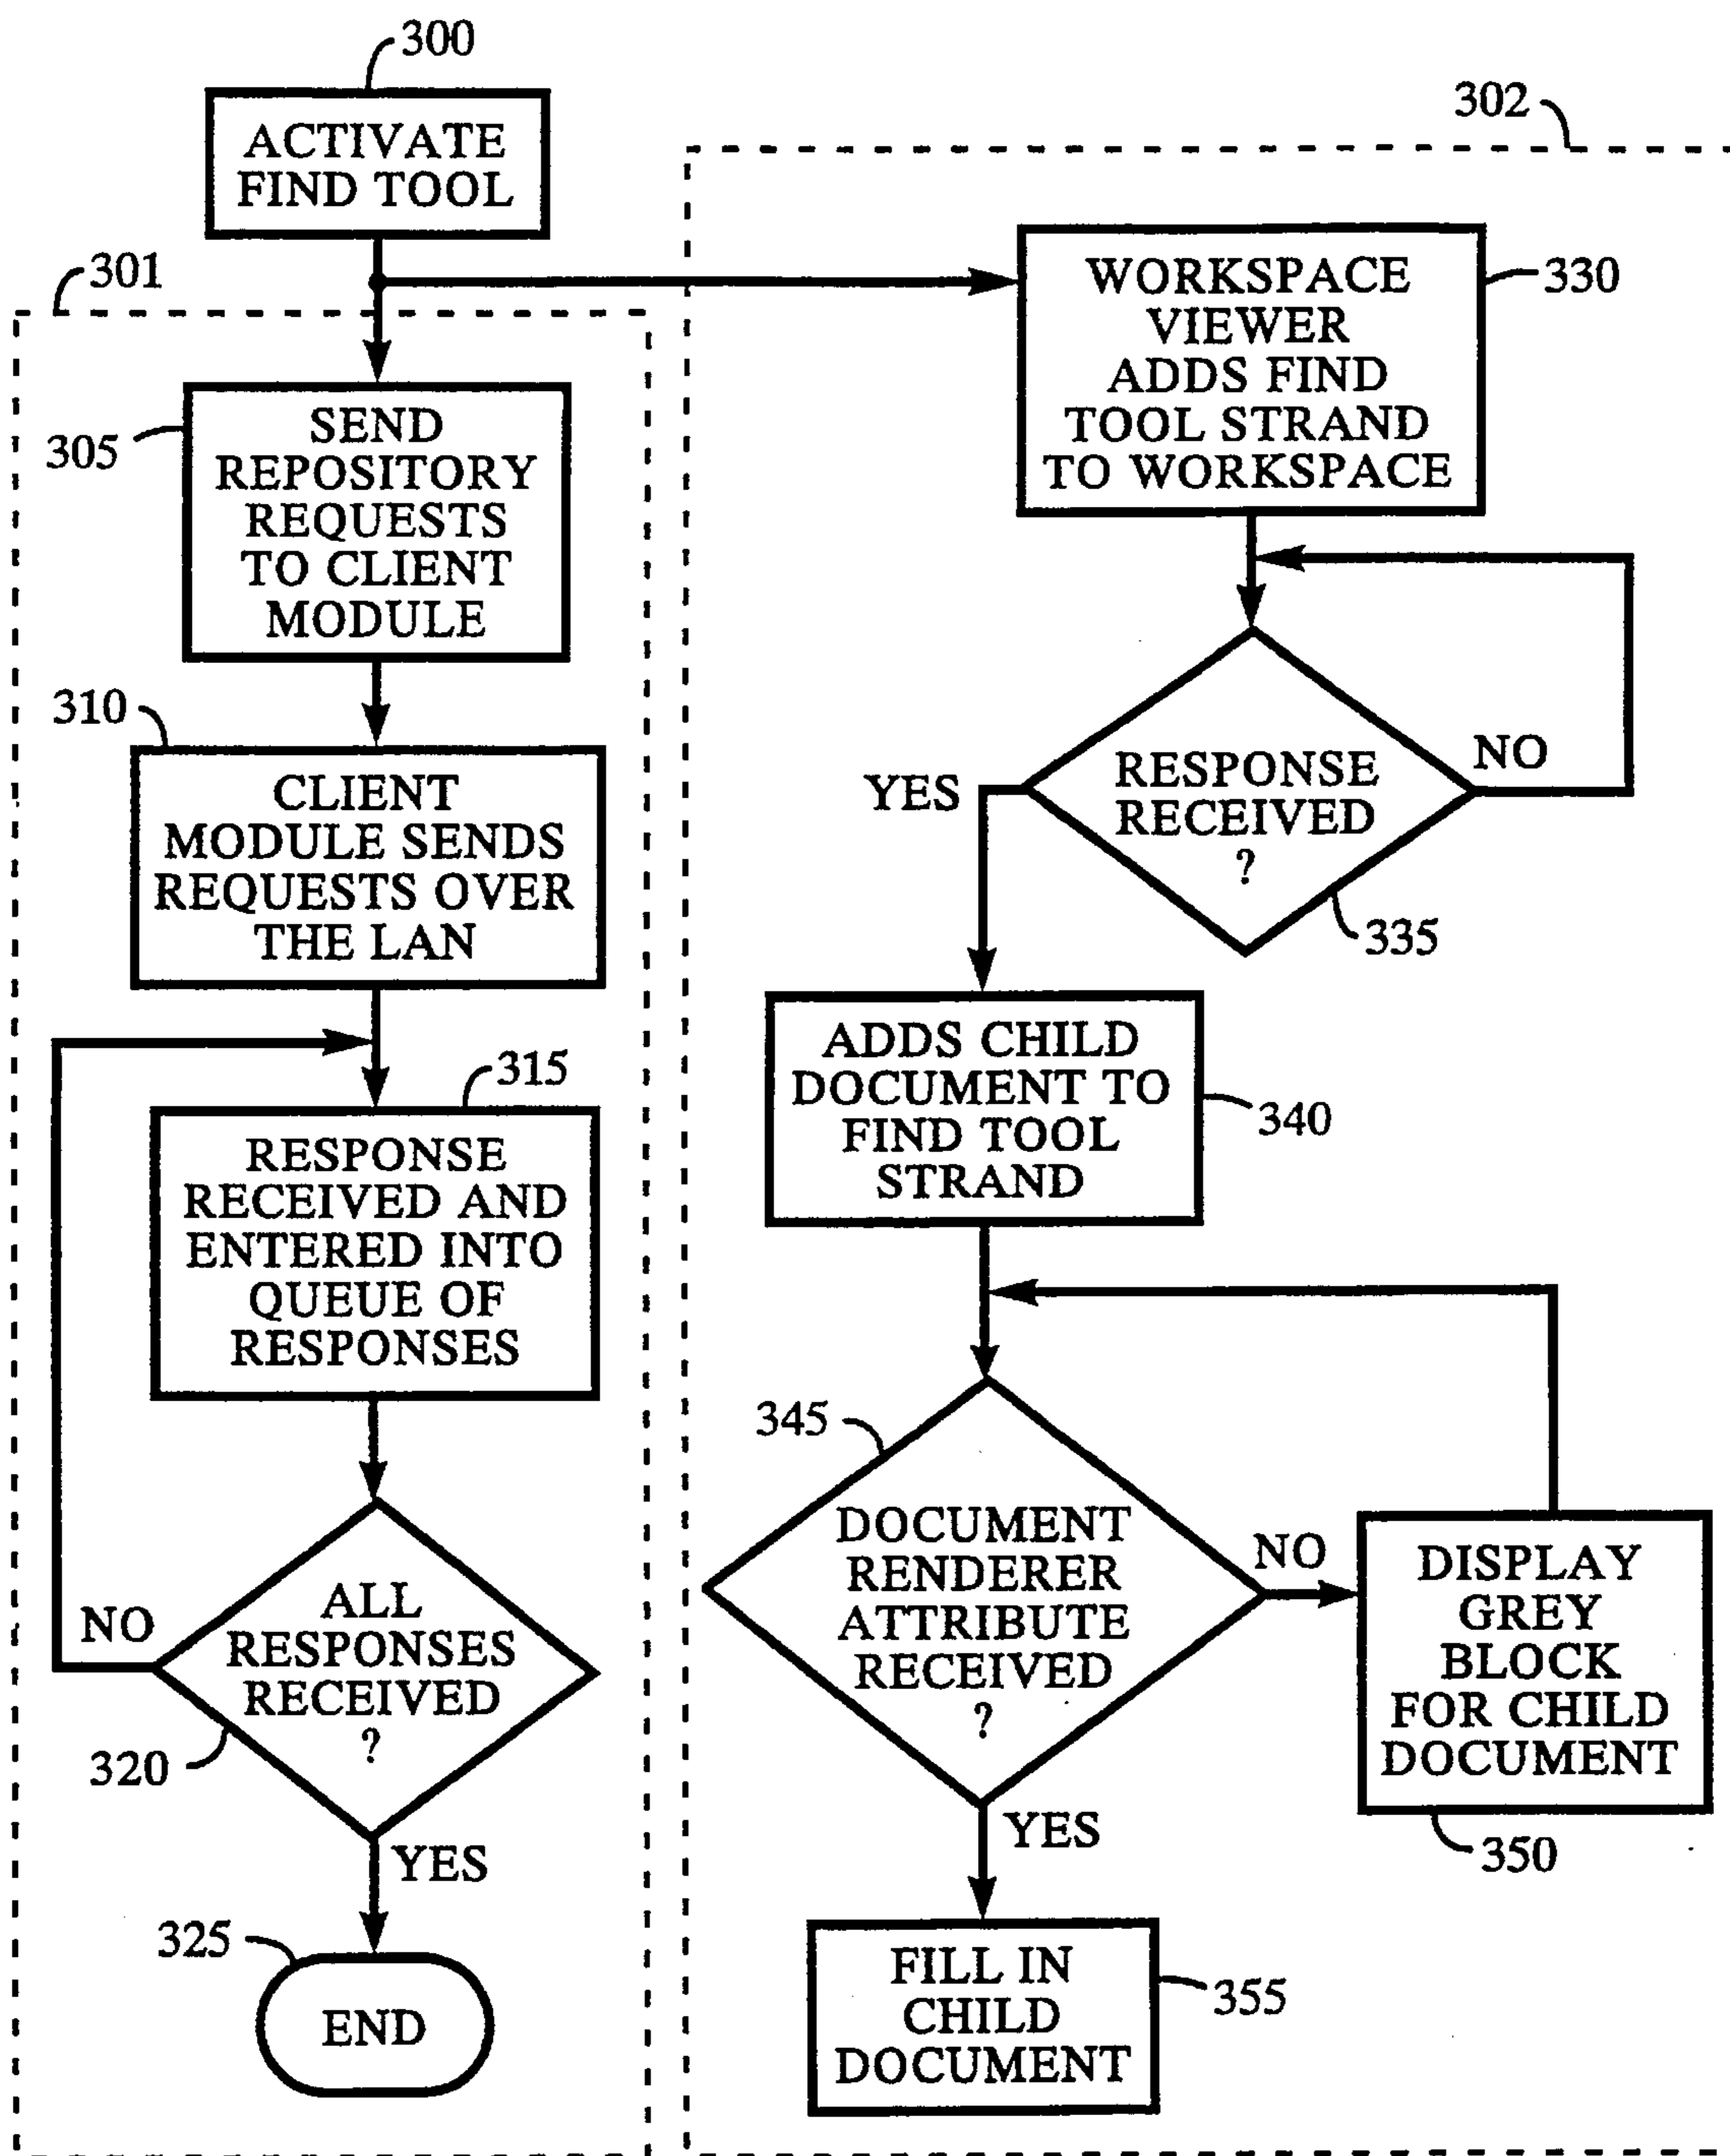 300
ACTIVATE
FIND TOOL
301
305
SEND
REPOSITORY
REQUESTS
TO CLIENT
MODULE
310
CLIENT
MODULE SENDS
REQUESTS OVER
THE LAN
315
RESPONSE
RECEIVED AND
ENTERED INTO
QUEUE OF
RESPONSES
NO
ALL
RESPONSES
RECEIVED
?
320
YES
325
END
302
WORKSPACE
VIEWER
ADDS FIND
TOOL STRAND
TO WORKSPACE
330
YES
RESPONSE
RECEIVED
?
NO
335
ADDS CHILD
DOCUMENT TO
FIND TOOL
STRAND
340
345
DOCUMENT
RENDERER
ATTRIBUTE
RECEIVED
?
NO
DISPLAY
GREY
BLOCK
FOR CHILD
DOCUMENT
350
YES
FILL IN
CHILD
DOCUMENT
355